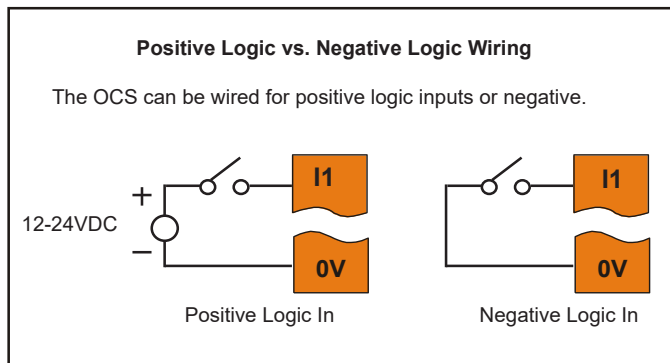 Positive Logic vs. Negative Logic Wiring
The OCS can be wired for positive logic inputs or negative.
I1
I1
+
12-24VDC
–
0V
0V
Positive Logic In
Negative Logic In